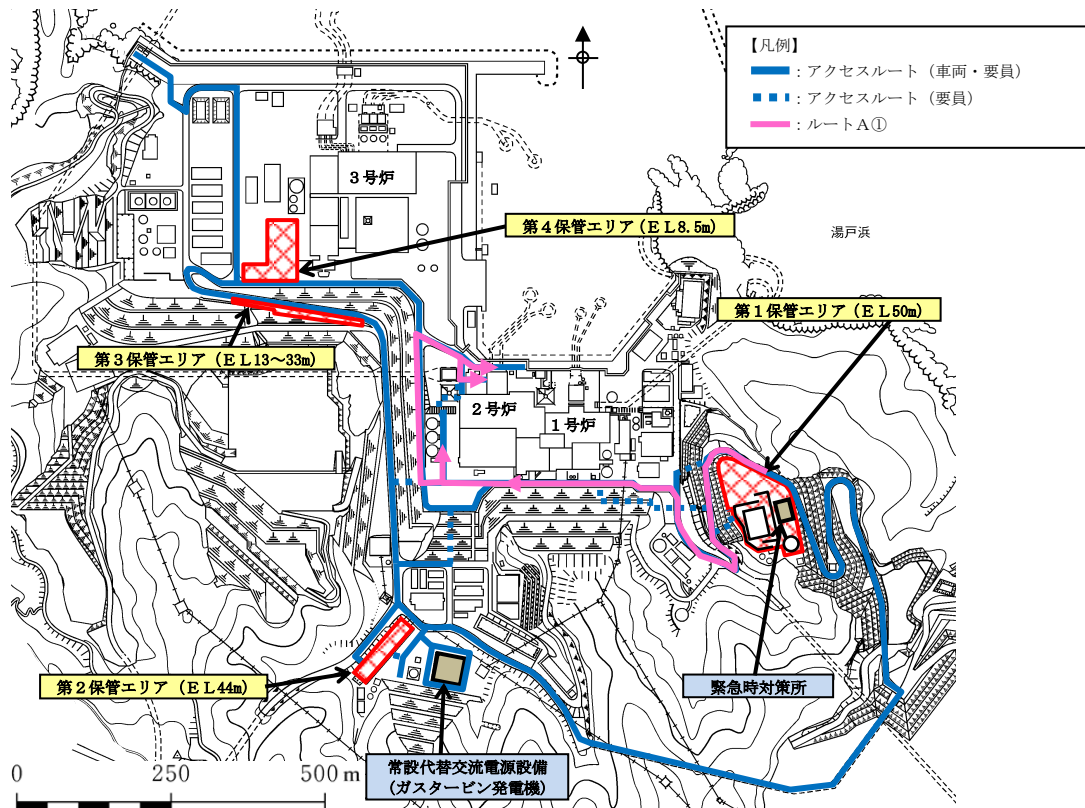 【凡例】
：アクセスルート（車両・要員）
：アクセスルート（要員）
：ルートA①
3号炉
第４保管エリア（ＥＬ8.5m）
湯戸浜
第１保管エリア（ＥＬ50m）
第３保管エリア（ＥＬ13～33m）
2号炉
1号炉
第２保管エリア（ＥＬ44m）
緊急時対策所
常設代替交流電源設備
(ガスタービン発電機)
0 250 500 m